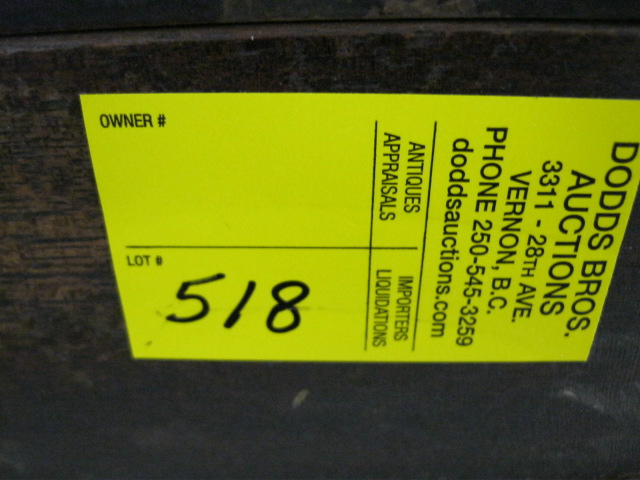 OWNER #
LOT #
518
ANTIQUES
APPRAISALS
IMPORTERS
LIQUIDATIONS
DODDS BROS.
AUCTIONS
3311 - 28TH AVE.
VERNON, B.C.
PHONE 250-545-3259
doddsauctions.com